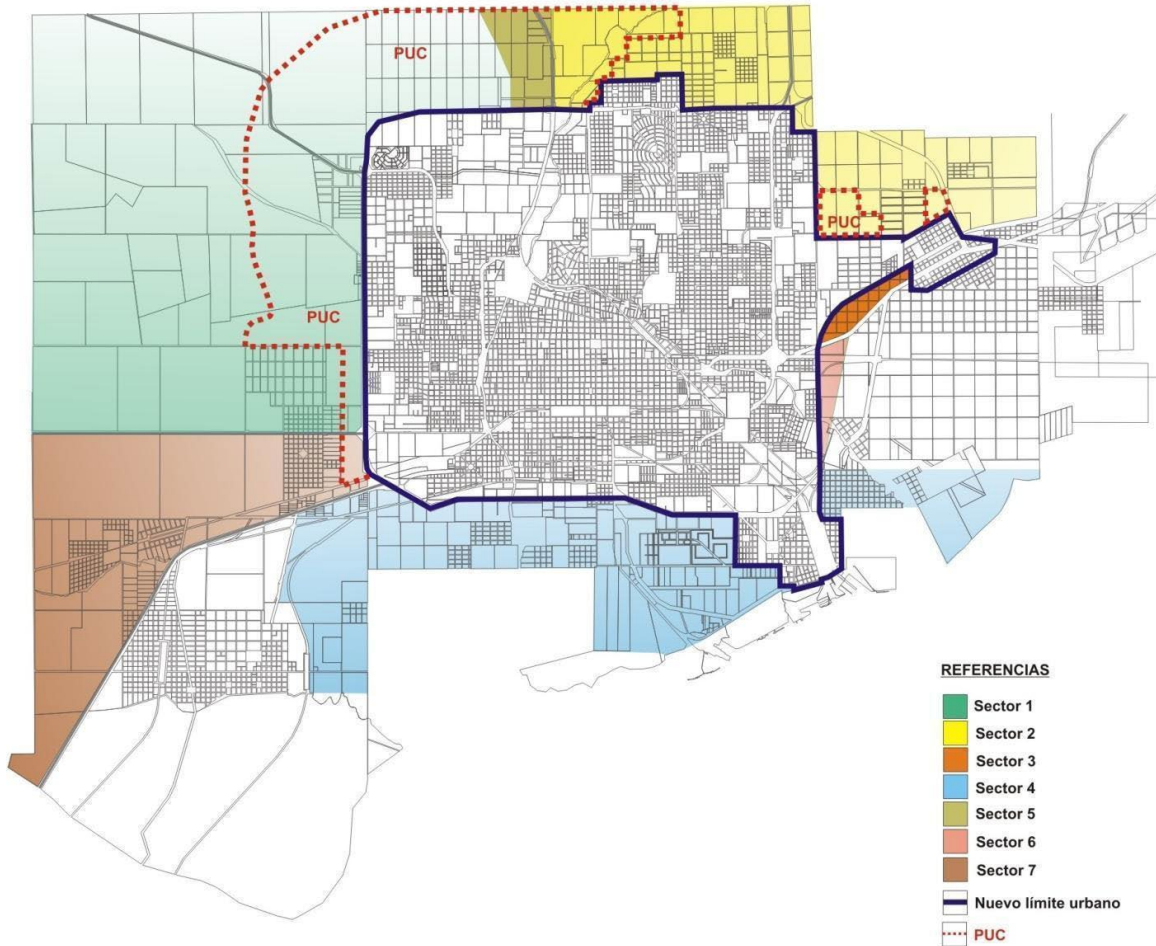 PUC
PUC
PUC
REFERENCIAS
Sector 1
Sector 2
Sector 3
Sector 4
Sector 5
Sector 6
Sector 7
Nuevo límite urbano
PUC